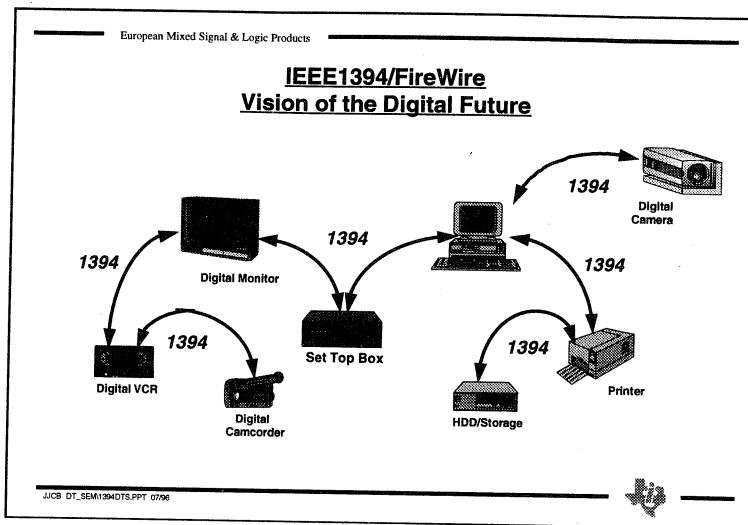 European Mixed Signal & Logic Products
IEEE1394/FireWire
Vision of the Digital Future
1394
Digital
Camera
1394
1394
Digital Monitor
1394
1394
Set Top Box
1394
Digital VCR
Digital
Camcorder
HDD/Storage
Printer
JJCB DT_SEM\1394DTS.PPT 07/96